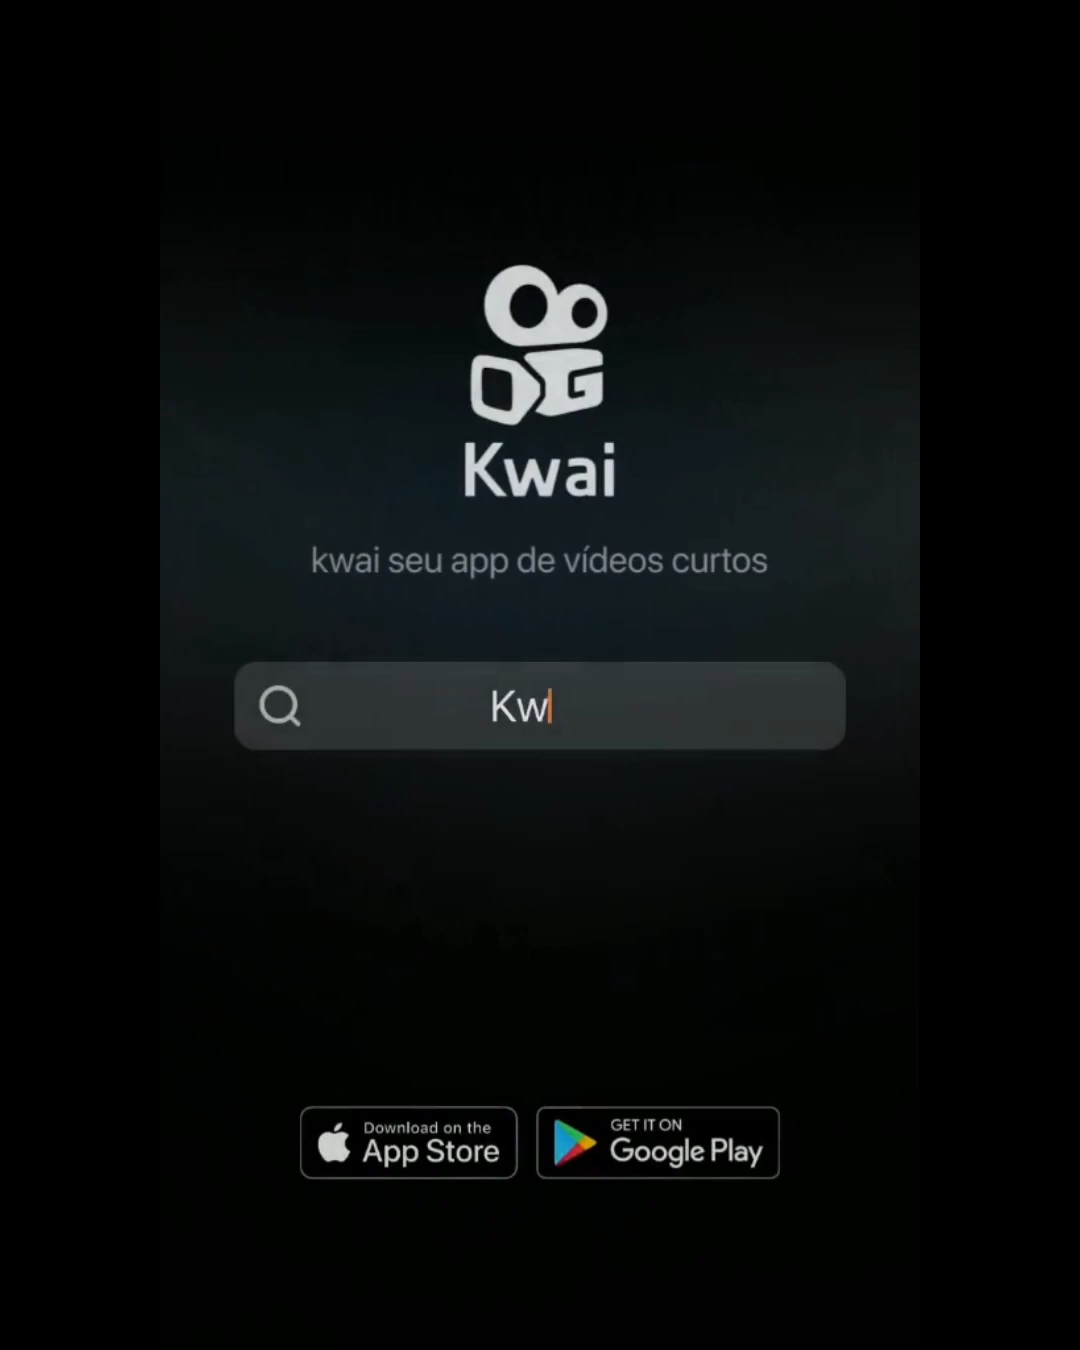 Kwai
kwai seu app de vídeos curtos
Kw
Download on the
App Store
GET IT ON
Google Play